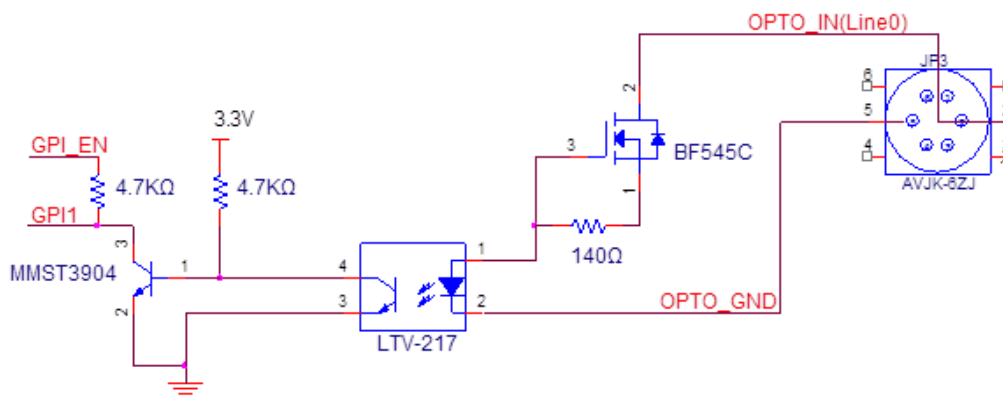 OPTO_IN(Line0)
JP3
6
5
4
AVJK-6ZJ
2
3
BF545C
1
140Ω
3.3V
GPI_EN
4.7KΩ
4.7KΩ
GPI1
3
MMST3904
1
2
4
3
1
2
LTV-217
OPTO_GND